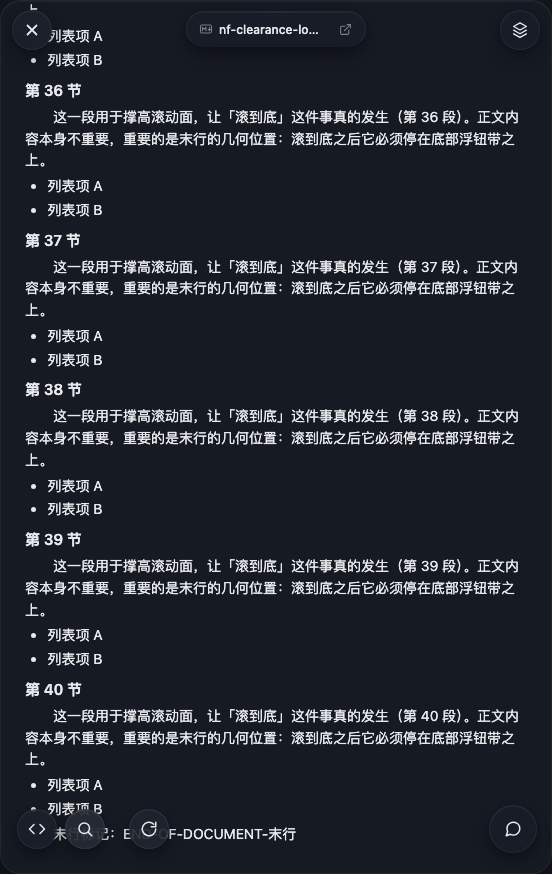 nf-clearance-lo...
列表项 A
列表项 B
第 36 节
这一段用于撑高滚动面，让「滚到底」这件事真的发生（第 36 段）。正文内
容本身不重要，重要的是末行的几何位置：滚到底之后它必须停在底部浮钮带之
上。
列表项 A
列表项 B
第 37 节
这一段用于撑高滚动面，让「滚到底」这件事真的发生（第 37 段）。正文内
容本身不重要，重要的是末行的几何位置：滚到底之后它必须停在底部浮钮带之
上。
列表项 A
列表项 B
第 38 节
这一段用于撑高滚动面，让「滚到底」这件事真的发生（第 38 段）。正文内
容本身不重要，重要的是末行的几何位置：滚到底之后它必须停在底部浮钮带之
上。
列表项 A
列表项 B
第 39 节
这一段用于撑高滚动面，让「滚到底」这件事真的发生（第 39 段）。正文内
容本身不重要，重要的是末行的几何位置：滚到底之后它必须停在底部浮钮带之
上。
列表项 A
列表项 B
第 40 节
这一段用于撑高滚动面，让「滚到底」这件事真的发生（第 40 段）。正文内
容本身不重要，重要的是末行的几何位置：滚到底之后它必须停在底部浮钮带之
上。
列表项 A
列表项 B
末行标记：END-OF-DOCUMENT-末行